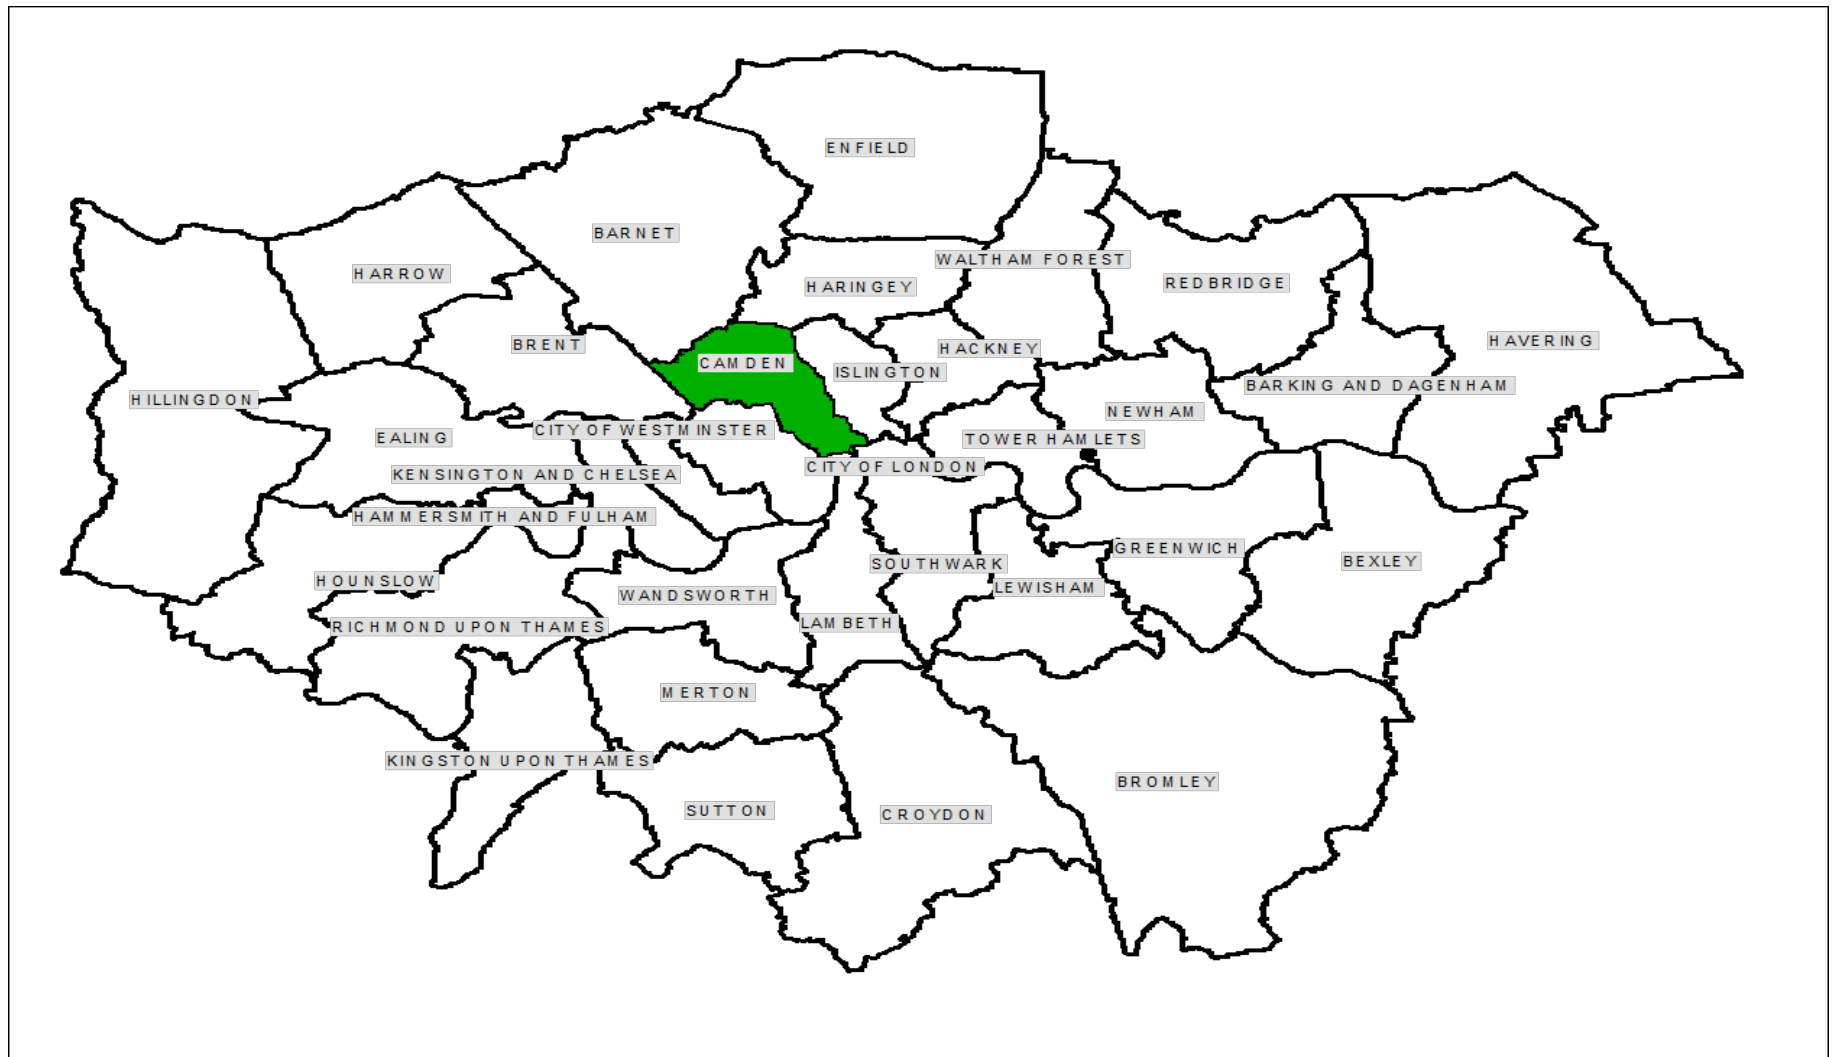 ENFIELD
BARNET
WALTHAM FOREST
HARROW
HARINGEY
REDBRIDGE
BRENT
HACKNEY
HAVERING
CAMDEN
ISLINGTON
BARKING AND DAGENHAM
HILLINGDON
NEWHAM
CITY OF WESTMINSTER
EALING
TOWER HAMLETS
CITY OF LONDON
KENSINGTON AND CHELSEA
HAMMERSMITH AND FULHAM
GREENWICH
BEXLEY
SOUTHWARK
HOUNSLOW
LEWISHAM
WANDSWORTH
LAMBETH
RICHMOND UPON THAMES
MERTON
KINGSTON UPON THAMES
BROMLEY
SUTTON
CROYDON